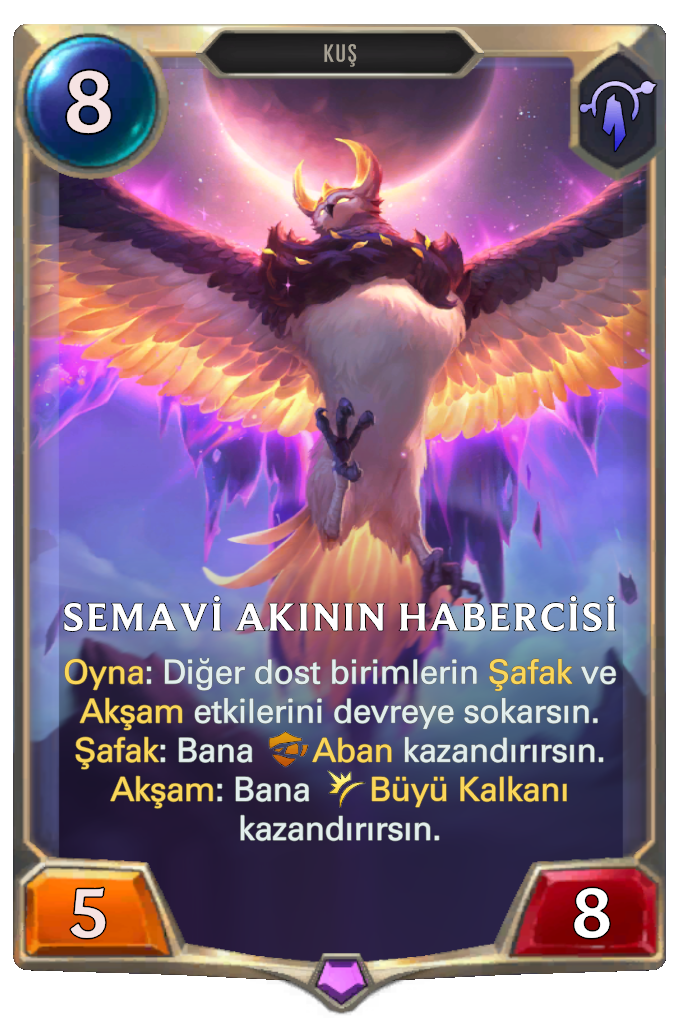 8
KUŞ
SEMAVİ AKININ HABERCİSİ
Oyna: Diğer dost birimlerin Şafak ve
Akşam etkilerini devreye sokarsın.
Şafak: Bana Aban kazandırırsın.
Akşam: Bana Büyü Kalkanı
kazandırırsın.
5
8